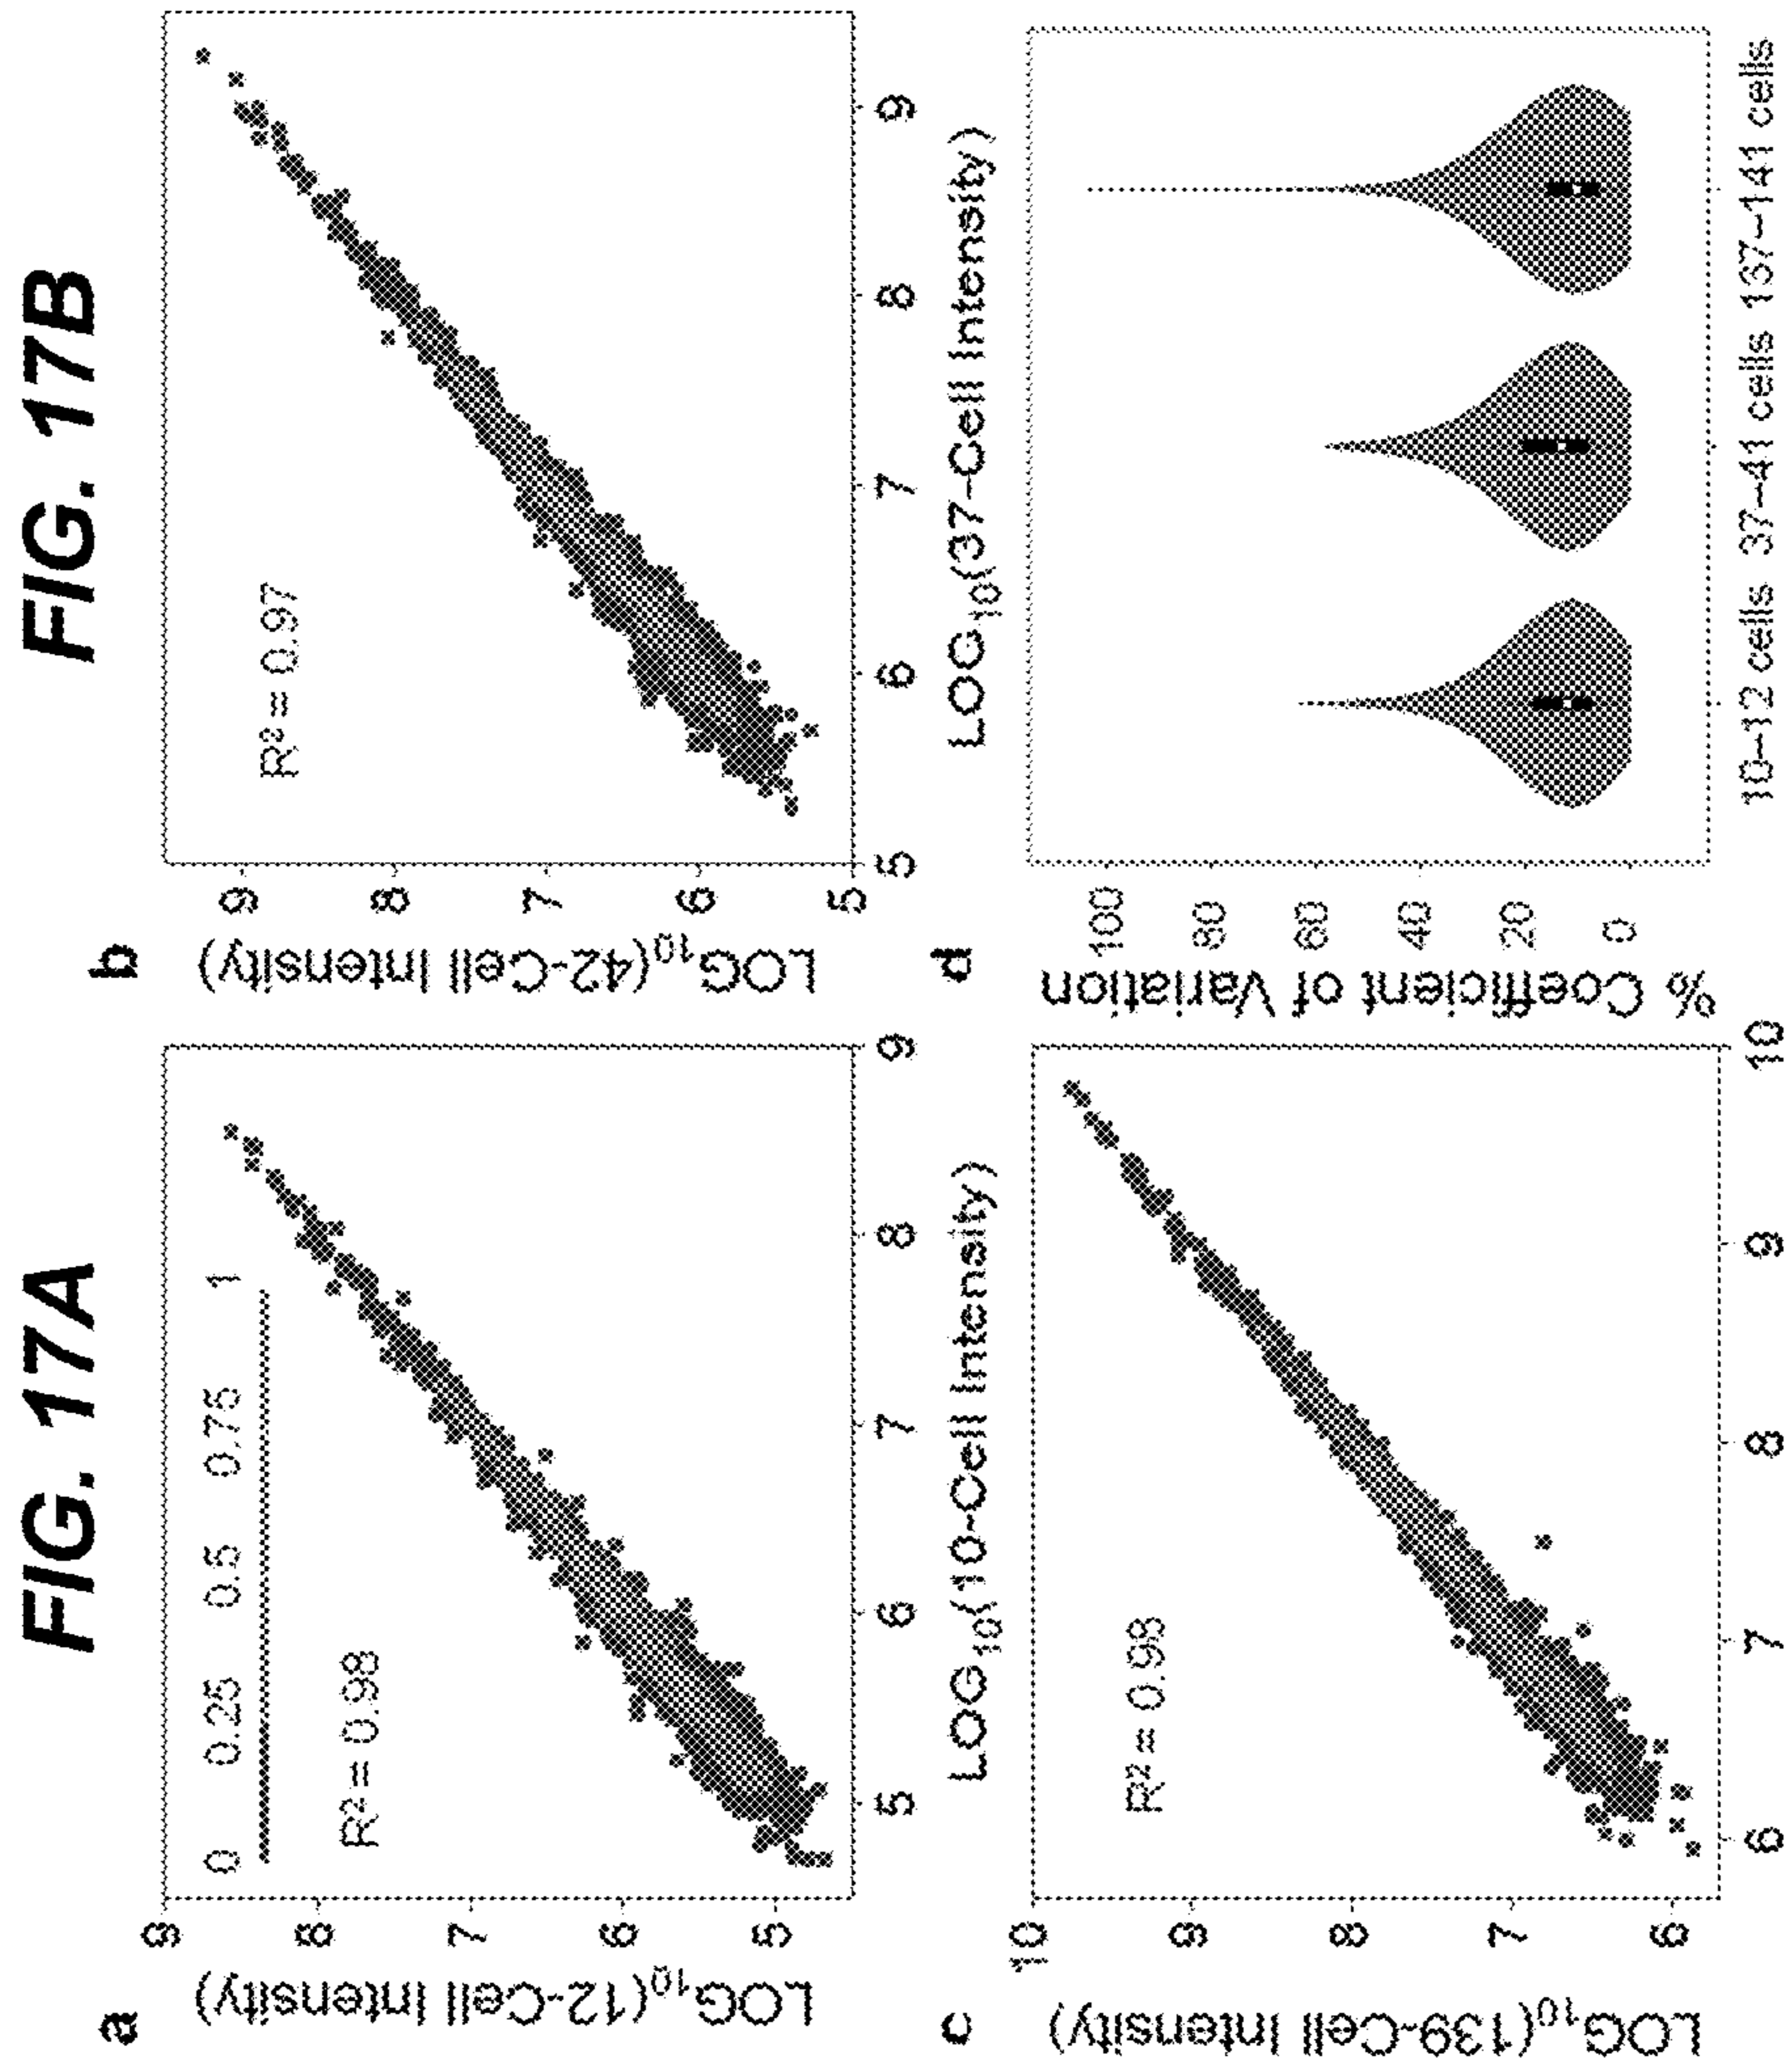 FIG. 17A
FIG. 17B
a
LOG10(12-Cell Intensity)
9
8
7
6
5
0 0.25 0.5 0.75 1
R² = 0.98
5 6 7 8 9
LOG10(10-Cell Intensity)
b
LOG10(42-Cell Intensity)
9
8
7
6
5
R² = 0.97
5 6 7 8 9
LOG10(37-Cell Intensity)
c
LOG10(139-Cell Intensity)
10
9
8
7
6
R² = 0.98
6 7 8 9 10
d
% Coefficient of Variation
100
80
60
40
20
0
10-12 cells 37-41 cells 137-141 cells